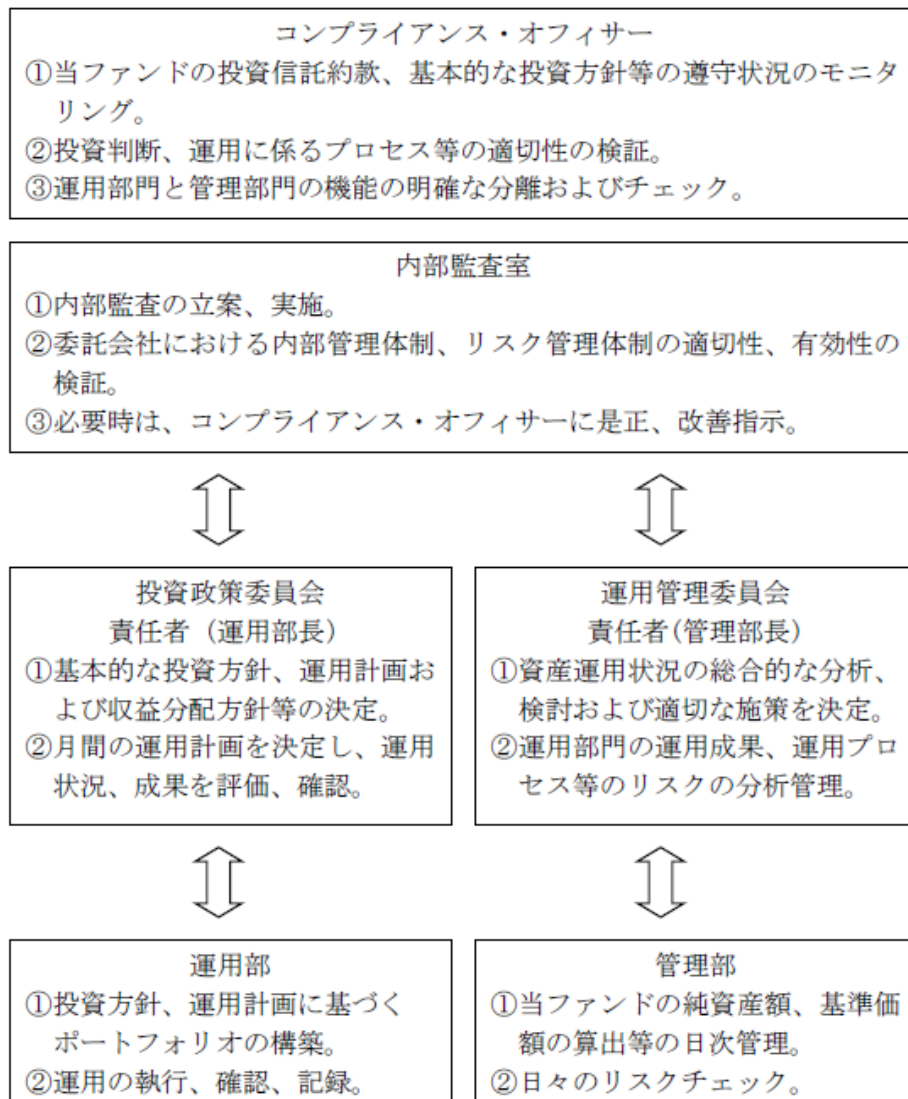 コンプライアンス・オフィサー
①当ファンドの投資信託約款、基本的な投資方針等の遵守状況のモニタ
リング。
②投資判断、運用に係るプロセス等の適切性の検証。
③運用部門と管理部門の機能の明確な分離およびチェック。
内部監査室
①内部監査の立案、実施。
②委託会社における内部管理体制、リスク管理体制の適切性、有効性の
検証。
③必要時は、コンプライアンス・オフィサーに是正、改善指示。
投資政策委員会
責任者（運用部長）
①基本的な投資方針、運用計画お
よび収益分配方針等の決定。
②月間の運用計画を決定し、運用
状況、成果を評価、確認。
運用管理委員会
責任者(管理部長)
①資産運用状況の総合的な分析、
検討および適切な施策を決定。
②運用部門の運用成果、運用プロ
セス等のリスクの分析管理。
運用部
①投資方針、運用計画に基づく
ポートフォリオの構築。
②運用の執行、確認、記録。
管理部
①当ファンドの純資産額、基準価
額の算出等の日次管理。
②日々のリスクチェック。